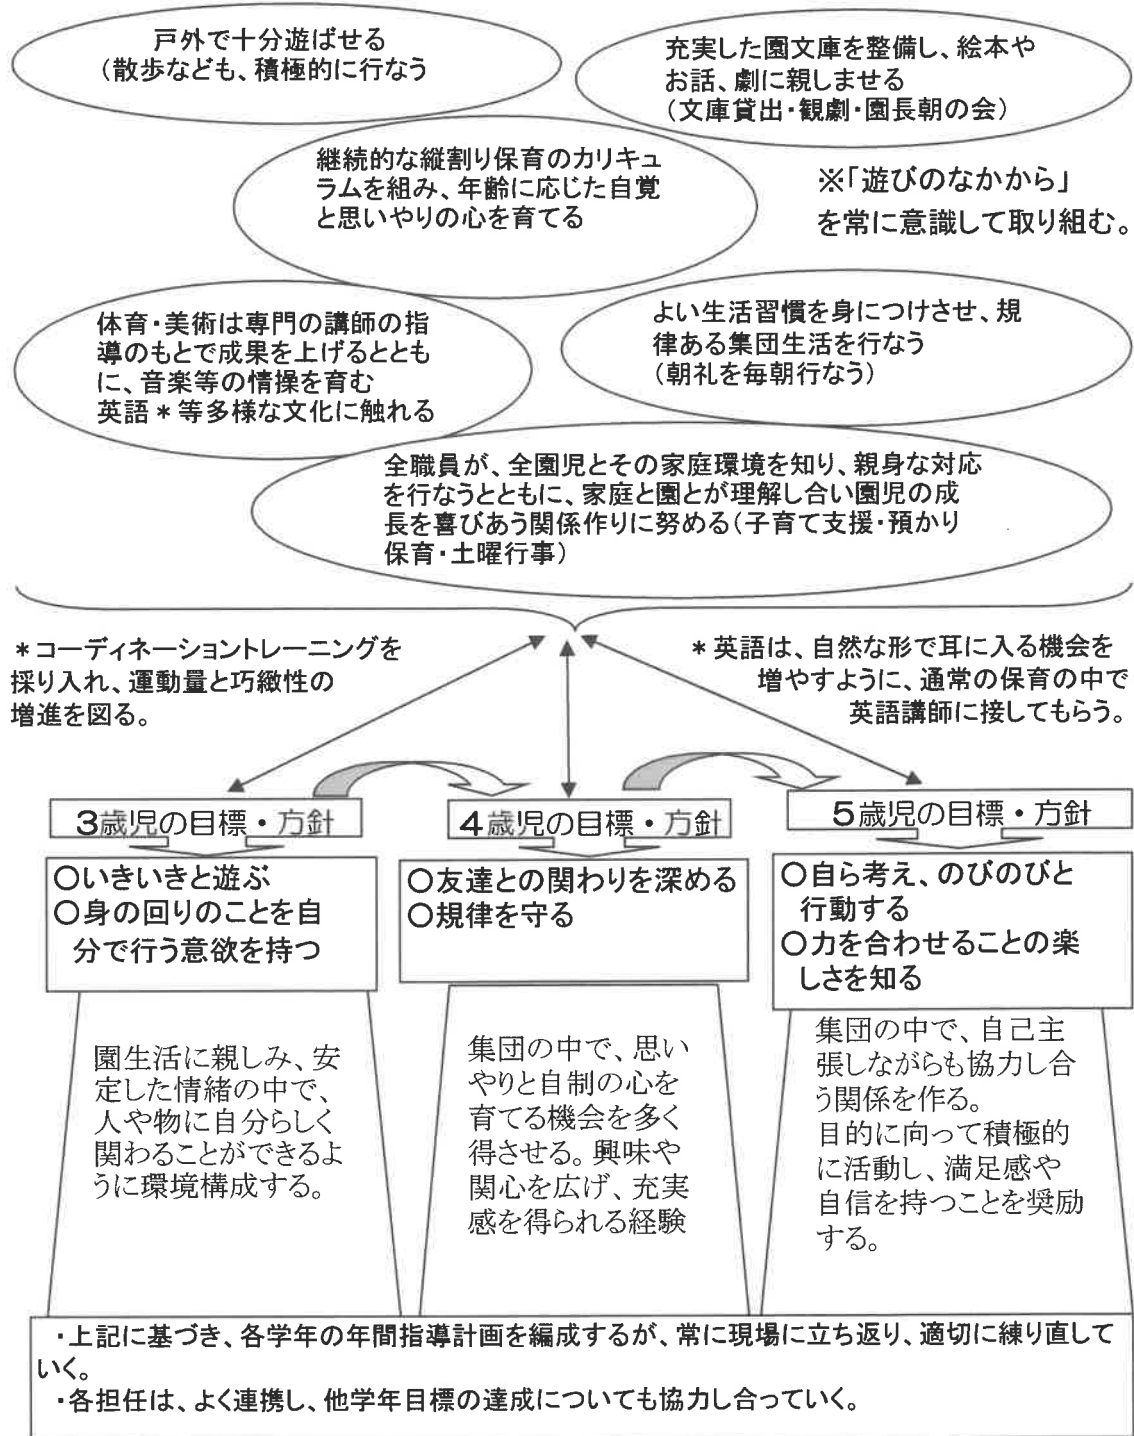 戸外で十分遊ばせる
（散歩なども、積極的に行なう
充実した園文庫を整備し、絵本や
お話、劇に親しませる
（文庫貸出・観劇・園長朝の会）
継続的な縦割り保育のカリキュ
ラムを組み、年齢に応じた自覚
と思いやりの心を育てる
※「遊びのなかから」
を常に意識して取り組む。
体育・美術は専門の講師の指
導のもとで成果を上げるととも
に、音楽等の情操を育む
英語＊等多様な文化に触れる
よい生活習慣を身につけさせ、規
律ある集団生活を行なう
（朝礼を毎朝行なう）
全職員が、全園児とその家庭環境を知り、親身な対応
を行なうとともに、家庭と園とが理解し合い園児の成
長を喜びあう関係作りに努める（子育て支援・預かり
保育・土曜行事）
＊コーディネーショントレーニングを
採り入れ、運動量と巧緻性の
増進を図る。
＊英語は、自然な形で耳に入る機会を
増やすように、通常の保育の中で
英語講師に接してもらう。
3歳児の目標・方針
○いきいきと遊ぶ
○身の回りのことを自
分で行う意欲を持つ
園生活に親しみ、安
定した情緒の中で、
人や物に自分らしく
関わることができるよ
うに環境構成する。
4歳児の目標・方針
○友達との関わりを深める
○規律を守る
集団の中で、思い
やりと自制の心を
育てる機会を多く
得させる。興味や
関心を広げ、充実
感を得られる経験
5歳児の目標・方針
○自ら考え、のびのびと
行動する
○力を合わせることの楽
しさを知る
集団の中で、自己主
張しながらも協力し合
う関係を作る。
目的に向って積極的
に活動し、満足感や
自信を持つことを奨励
する。
・上記に基づき、各学年の年間指導計画を編成するが、常に現場に立ち返り、適切に練り直して
いく。
・各担任は、よく連携し、他学年目標の達成についても協力し合っていく。